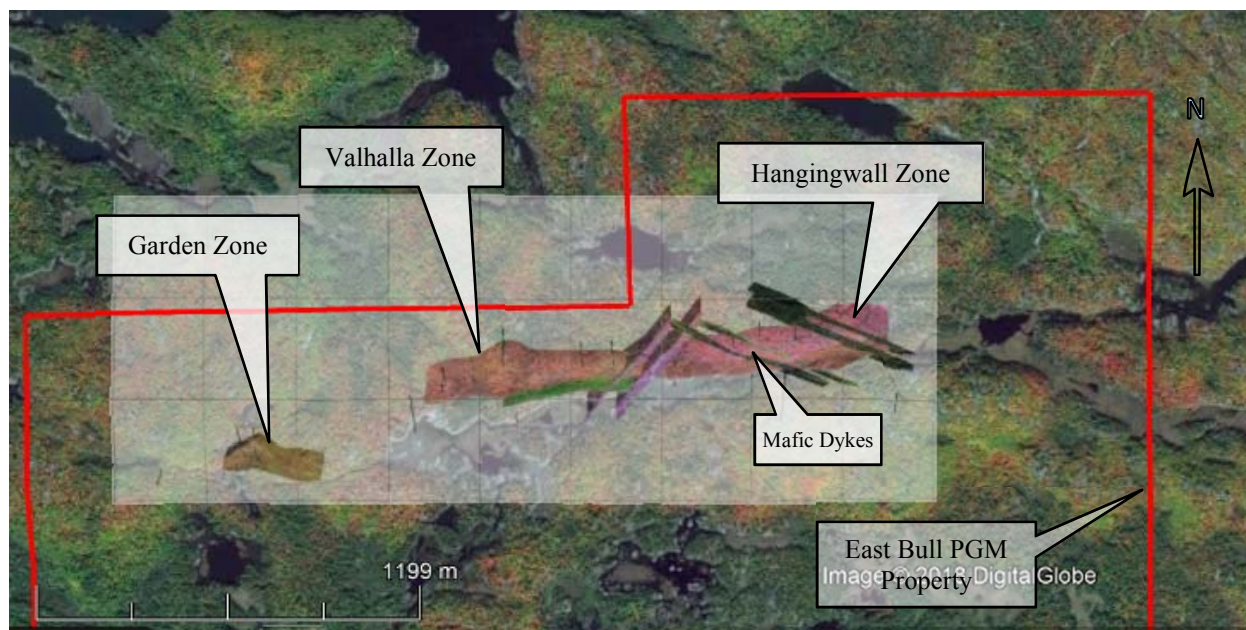 N
Valhalla Zone
Hangingwall Zone
Garden Zone
Mafic Dykes
1199 m
East Bull PGM
Image © 2018 DigitalGlobe
Property